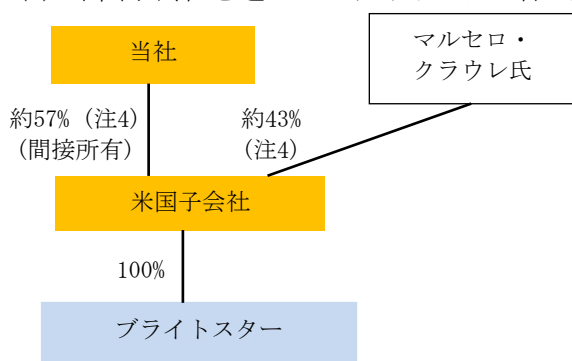 当社
マルセロ・
クラウレ氏
約57% (注4)
(間接所有)
約43%
(注4)
米国子会社
100%
ブライトスター